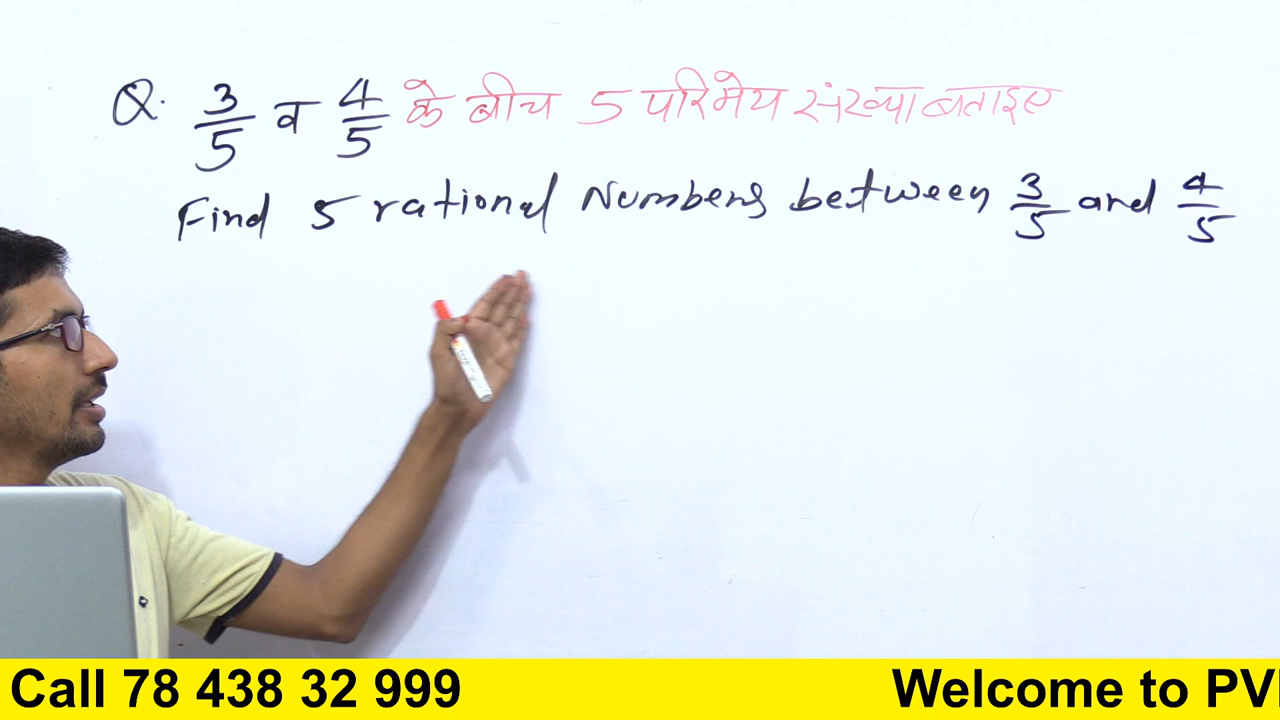 Q. 3/5 व 4/5 के बीच 5 परिमेय संख्या बताइए
Find 5 rational Numbers between 3/5 and 4/5
Call 78 438 32 999 Welcome to